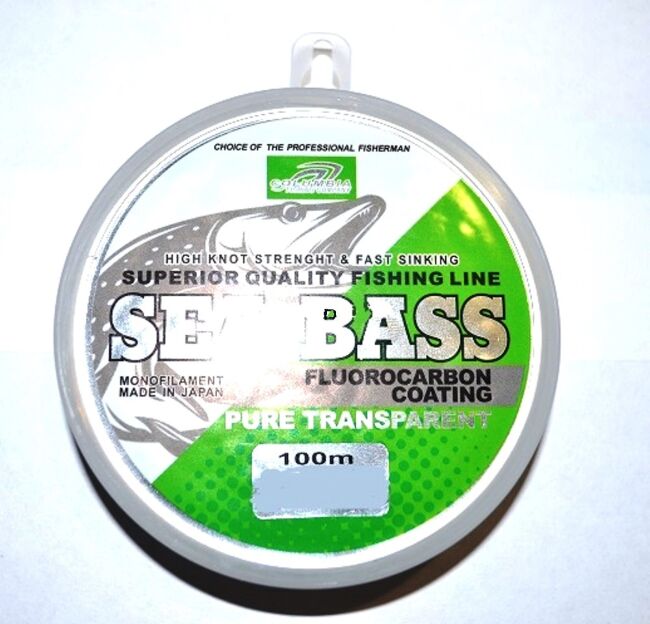 CHOICE OF THE PROFESSIONAL FISHERMAN
COLUMBIA
HIGH KNOT STRENGHT & FAST SINKING
SUPERIOR QUALITY FISHING LINE
SEA BASS
MONOFILAMENT
MADE IN JAPAN
FLUOROCARBON
COATING
PURE TRANSPARENT
100m